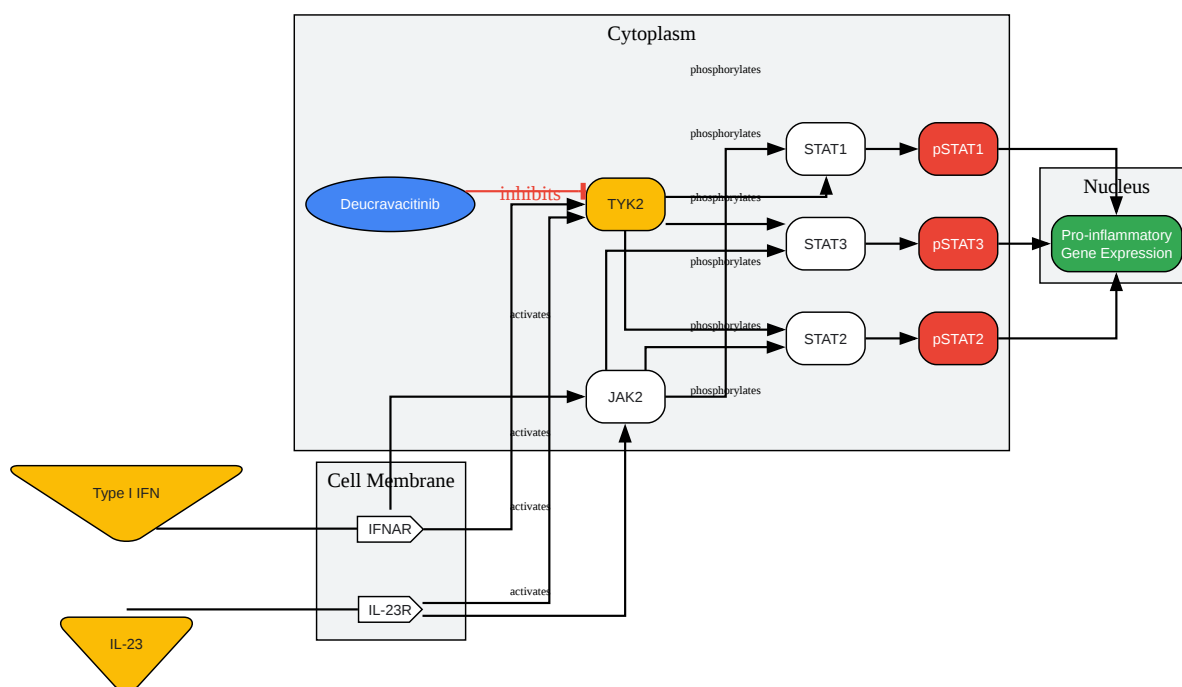 Cytoplasm
phosphorylates
phosphorylates
STAT1
pSTAT1
Nucleus
Deucravacitinib
inhibits
TYK2
phosphorylates
STAT3
pSTAT3
Pro-inflammatory
Gene Expression
phosphorylates
activates
phosphorylates
STAT2
pSTAT2
JAK2
phosphorylates
activates
Cell Membrane
Type I IFN
activates
IFNAR
activates
IL-23R
IL-23